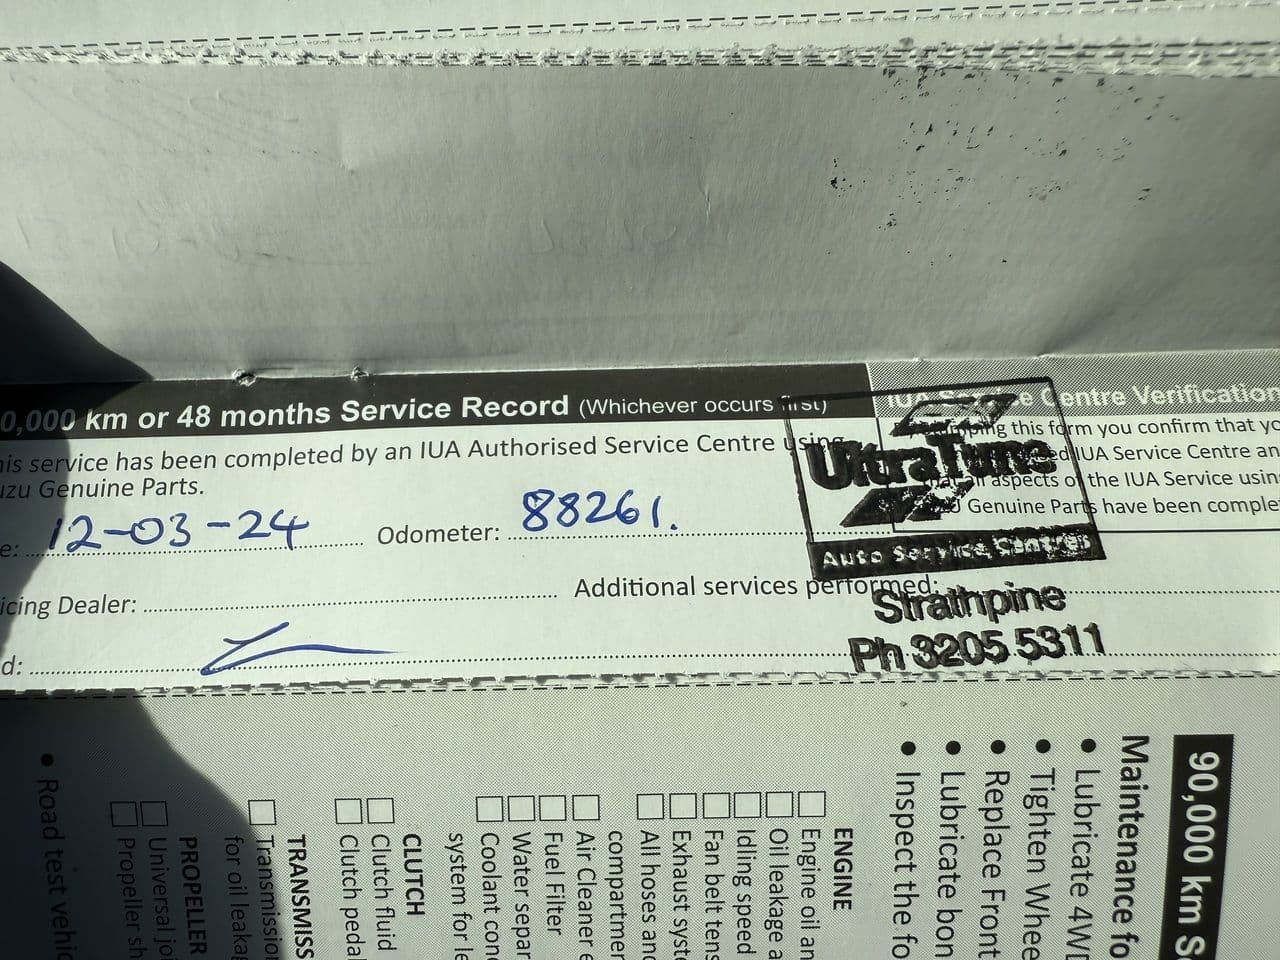 0,000 km or 48 months Service Record (Whichever occurs first)
IUA Service Centre Verification
is service has been completed by an IUA Authorised Service Centre using
zu Genuine Parts.
this form you confirm that yo
IUA Service Centre an
aspects of the IUA Service usin
Genuine Parts have been comple
e: 12-03-24 Odometer: 88261.
icing Dealer: Additional services performed:
d:
UltraTune
Auto Service Centre
Strathpine
Ph 3205 5311
90,000 km S
Maintenance fo
• Lubricate 4WD
• Tighten Whee
• Replace Front
• Lubricate bon
• Inspect the fo
ENGINE
Engine oil an
Oil leakage a
Idling speed
Fan belt tens
Exhaust syst
All hoses and
compartmen
Air Cleaner e
Fuel Filter
Water separ
Coolant conc
system for le
CLUTCH
Clutch fluid
Clutch pedal
TRANSMISS
Transmission
for oil leaka
PROPELLER
Universal joi
Propeller sh
• Road test vehic